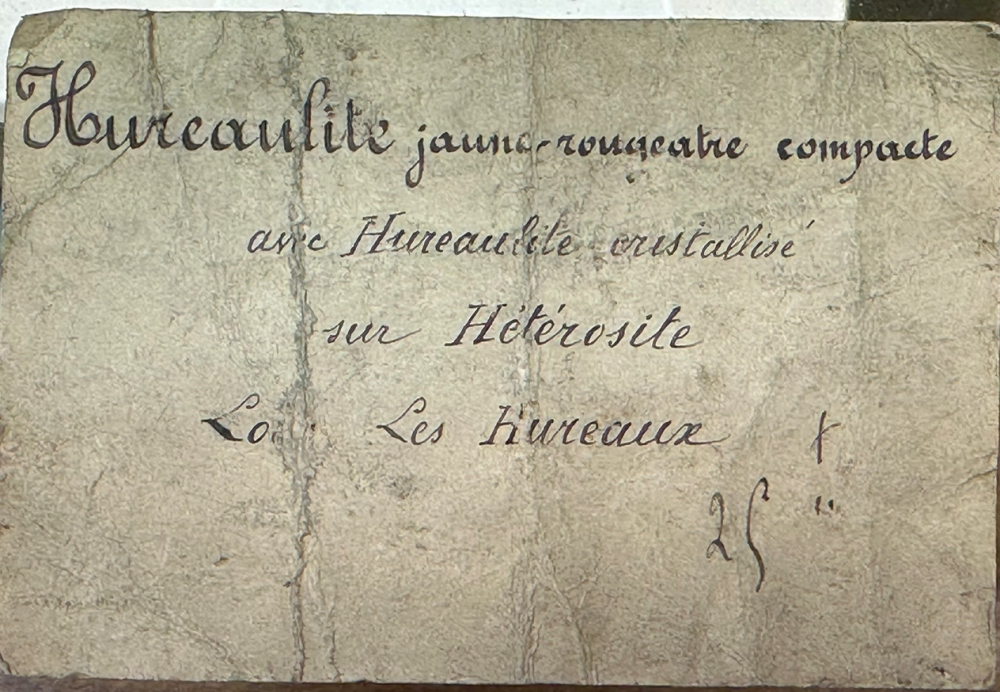 Hureaulite jaune-rougeatre compacte
avec Hureaulite cristallisé
sur Hétérosite
Les Hureaux f
25 "